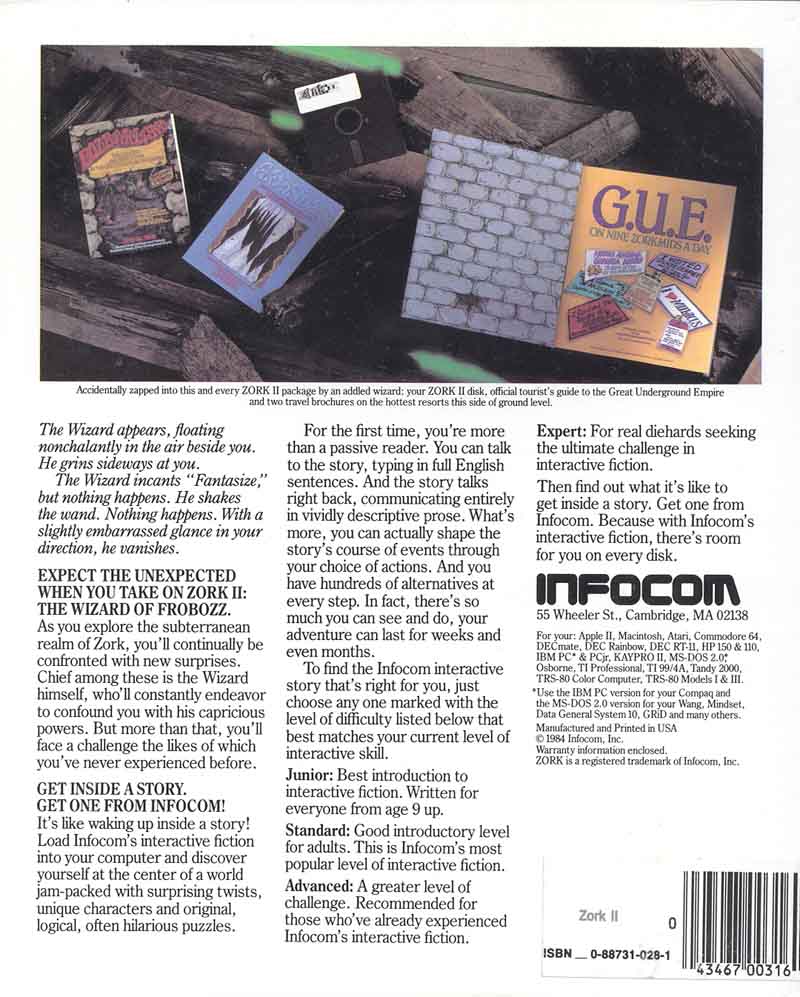 G.U.E.
ON NINE ZORKMIDS A DAY
Accidentally zapped into this and every ZORK II package by an addled wizard: your ZORK II disk, official tourist's guide to the Great Underground Empire
and two travel brochures on the hottest resorts this side of ground level.
The Wizard appears, floating
nonchalantly in the air beside you.
He grins sideways at you.
The Wizard incants "Fantasize,"
but nothing happens. He shakes
the wand. Nothing happens. With a
slightly embarrassed glance in your
direction, he vanishes.
EXPECT THE UNEXPECTED
WHEN YOU TAKE ON ZORK II:
THE WIZARD OF FROBOZZ.
As you explore the subterranean
realm of Zork, you'll continually be
confronted with new surprises.
Chief among these is the Wizard
himself, who'll constantly endeavor
to confound you with his capricious
powers. But more than that, you'll
face a challenge the likes of which
you've never experienced before.
GET INSIDE A STORY.
GET ONE FROM INFOCOM!
It's like waking up inside a story!
Load Infocom's interactive fiction
into your computer and discover
yourself at the center of a world
jam-packed with surprising twists,
unique characters and original,
logical, often hilarious puzzles.
For the first time, you're more
than a passive reader. You can talk
to the story, typing in full English
sentences. And the story talks
right back, communicating entirely
in vividly descriptive prose. What's
more, you can actually shape the
story's course of events through
your choice of actions. And you
have hundreds of alternatives at
every step. In fact, there's so
much you can see and do, your
adventure can last for weeks and
even months.
To find the Infocom interactive
story that's right for you, just
choose any one marked with the
level of difficulty listed below that
best matches your current level of
interactive skill.
Junior: Best introduction to
interactive fiction. Written for
everyone from age 9 up.
Standard: Good introductory level
for adults. This is Infocom's most
popular level of interactive fiction.
Advanced: A greater level of
challenge. Recommended for
those who've already experienced
Infocom's interactive fiction.
Expert: For real diehards seeking
the ultimate challenge in
interactive fiction.
Then find out what it's like to
get inside a story. Get one from
Infocom. Because with Infocom's
interactive fiction, there's room
for you on every disk.
INFOCOM
55 Wheeler St., Cambridge, MA 02138
For your: Apple II, Macintosh, Atari, Commodore 64,
DECmate, DEC Rainbow, DEC RT-11, HP 150 & 110,
IBM PC* & PCjr, KAYPRO II, MS-DOS 2.0,*
Osborne, TI Professional, TI 99/4A, Tandy 2000,
TRS-80 Color Computer, TRS-80 Models I & III.
*Use the IBM PC version for your Compaq and
the MS-DOS 2.0 version for your Wang, Mindset,
Data General System 10, GRiD and many others.
Manufactured and Printed in USA
© 1984 Infocom, Inc.
Warranty information enclosed.
ZORK is a registered trademark of Infocom, Inc.
Zork II
ISBN __ 0-88731-028-1
0
43467 00316